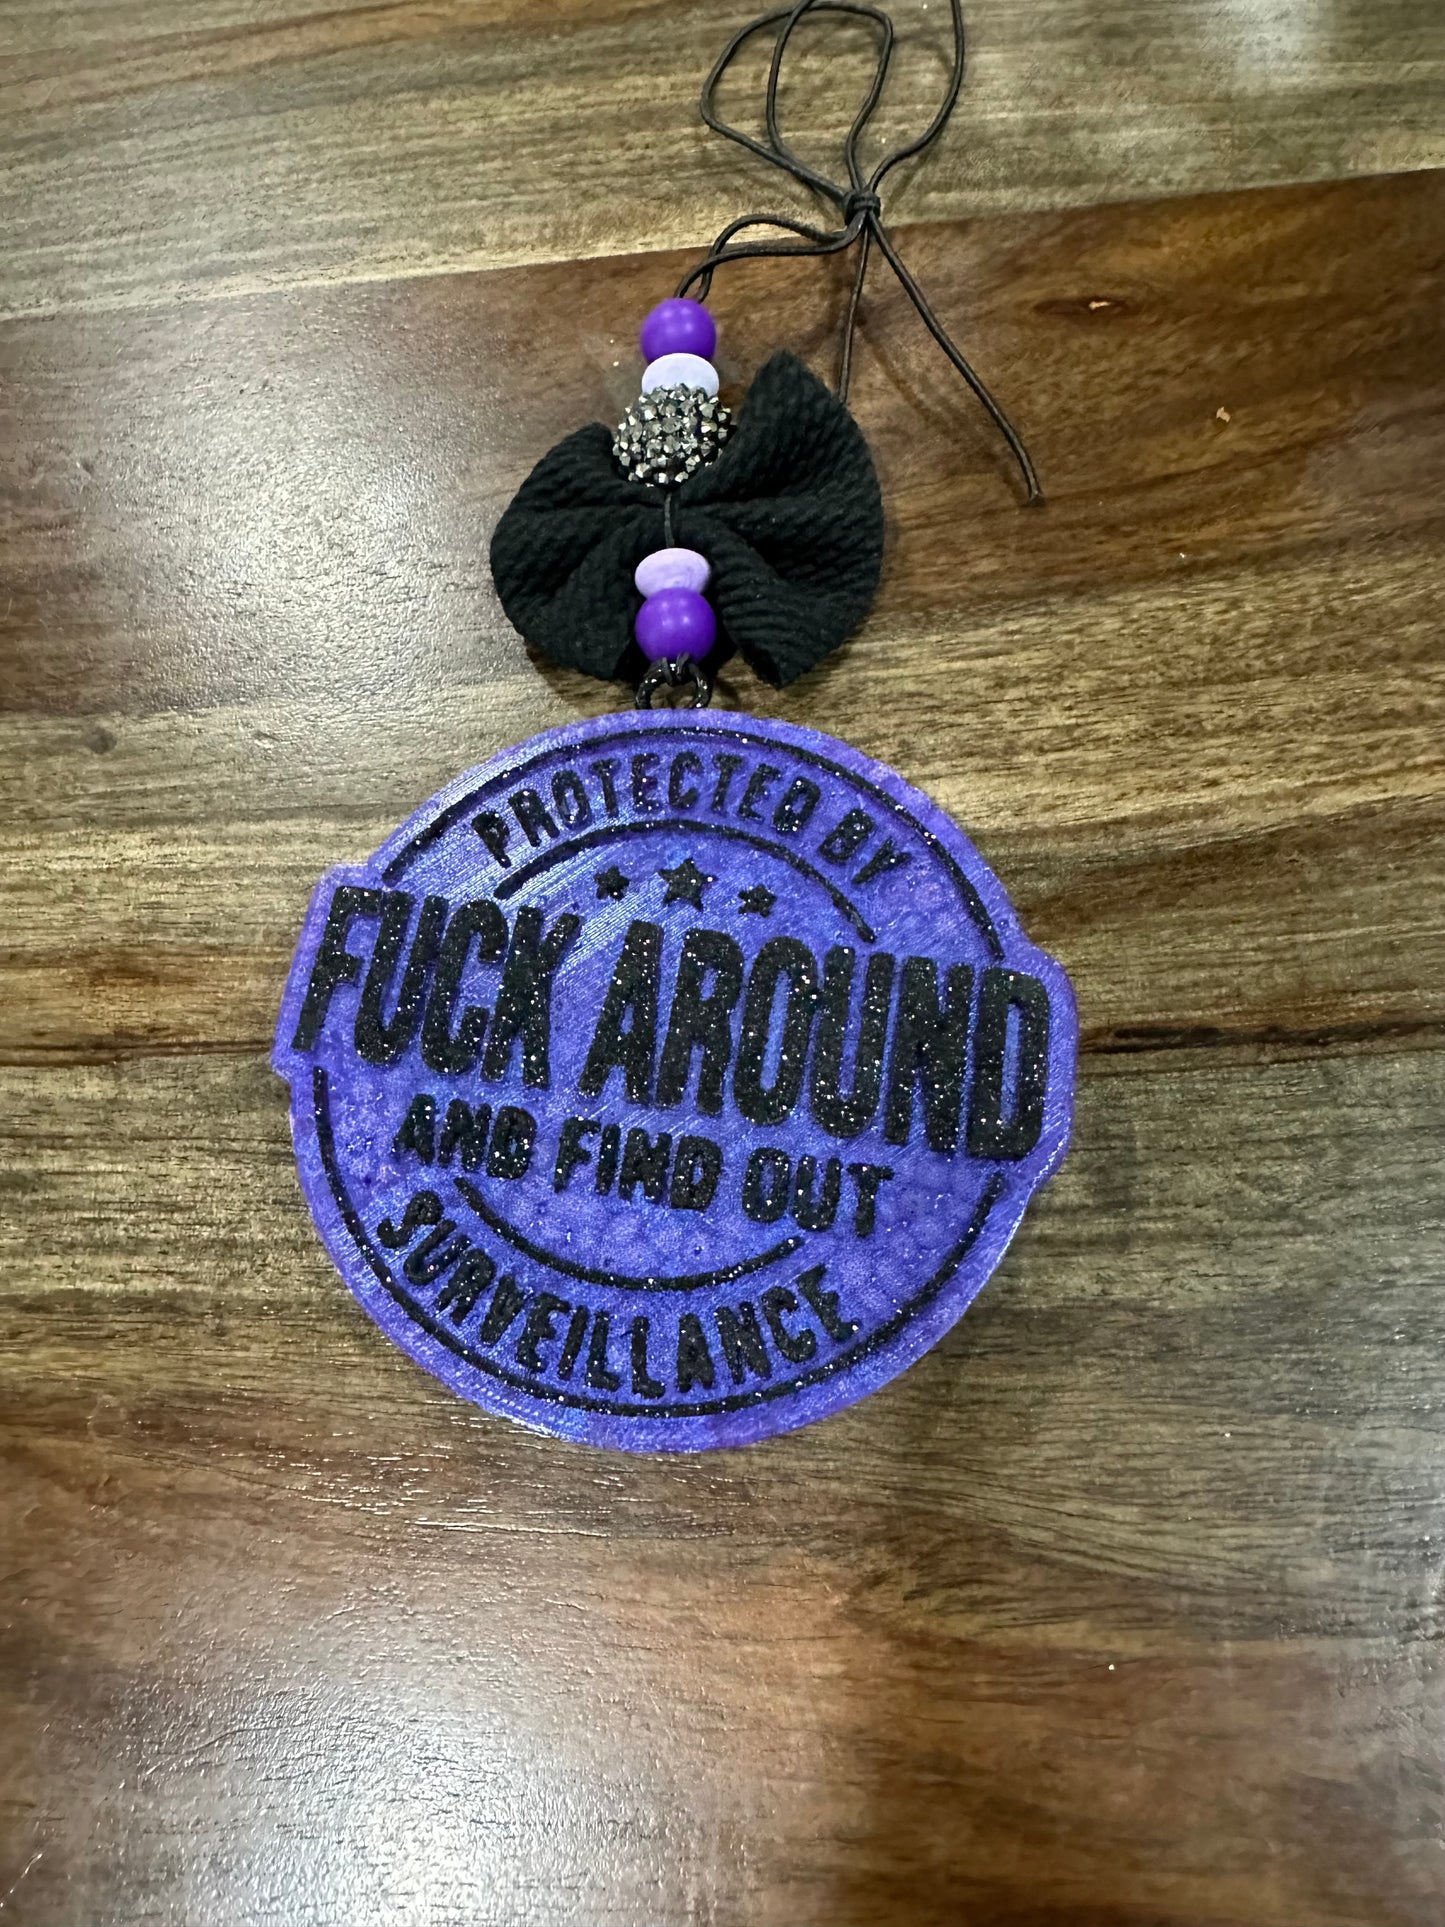 PROTECTED BY
FUCK AROUND
AND FIND OUT
SURVEILLANCE